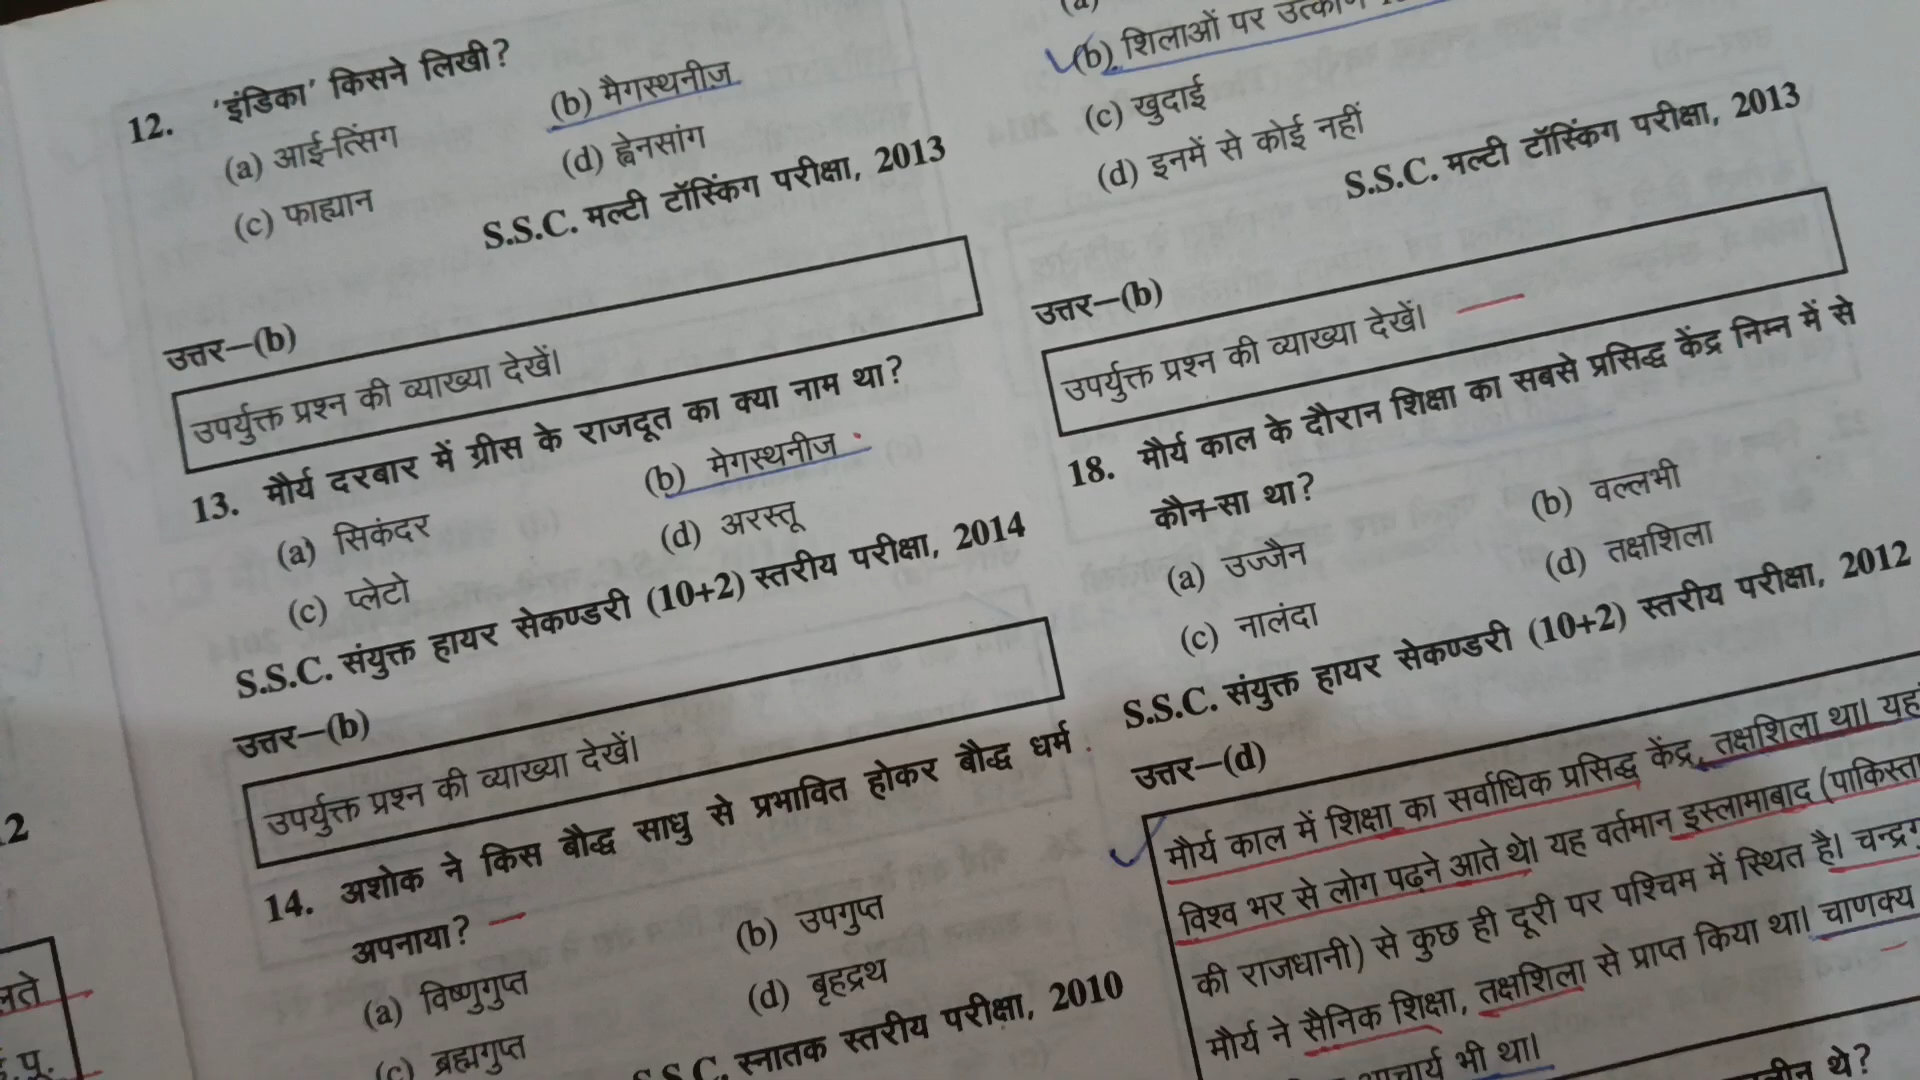 12. 'इंडिका' किसने लिखी?
(a) आई-त्सिंग (b) मैगस्थनीज
(c) फाह्यान (d) ह्वेनसांग
S.S.C. मल्टी टॉस्किंग परीक्षा, 2013
उत्तर—(b)
उपर्युक्त प्रश्न की व्याख्या देखें।
13. मौर्य दरबार में ग्रीस के राजदूत का क्या नाम था?
(a) सिकंदर (b) मेगस्थनीज
(c) प्लेटो (d) अरस्तू
S.S.C. संयुक्त हायर सेकण्डरी (10+2) स्तरीय परीक्षा, 2014
उत्तर—(b)
उपर्युक्त प्रश्न की व्याख्या देखें।
14. अशोक ने किस बौद्ध साधु से प्रभावित होकर बौद्ध धर्म
अपनाया?
(a) विष्णुगुप्त (b) उपगुप्त
(c) ब्रह्मगुप्त (d) बृहद्रथ
S.S.C. स्नातक स्तरीय परीक्षा, 2010
(b) शिलाओं पर
(c) खुदाई
(d) इनमें से कोई नहीं
S.S.C. मल्टी टॉस्किंग परीक्षा, 2013
उत्तर—(b)
उपर्युक्त प्रश्न की व्याख्या देखें।
18. मौर्य काल के दौरान शिक्षा का सबसे प्रसिद्ध केंद्र निम्न में से
कौन-सा था?
(a) उज्जैन (b) वल्लभी
(c) नालंदा (d) तक्षशिला
S.S.C. संयुक्त हायर सेकण्डरी (10+2) स्तरीय परीक्षा, 2012
उत्तर—(d)
मौर्य काल में शिक्षा का सर्वाधिक प्रसिद्ध केंद्र, तक्षशिला था। यहां
विश्व भर से लोग पढ़ने आते थे। यह वर्तमान इस्लामाबाद (पाकिस्ता
की राजधानी) से कुछ ही दूरी पर पश्चिम में स्थित है। चन्द्रगु
मौर्य ने सैनिक शिक्षा, तक्षशिला से प्राप्त किया था। चाणक्य
आचार्य भी था।
थे?